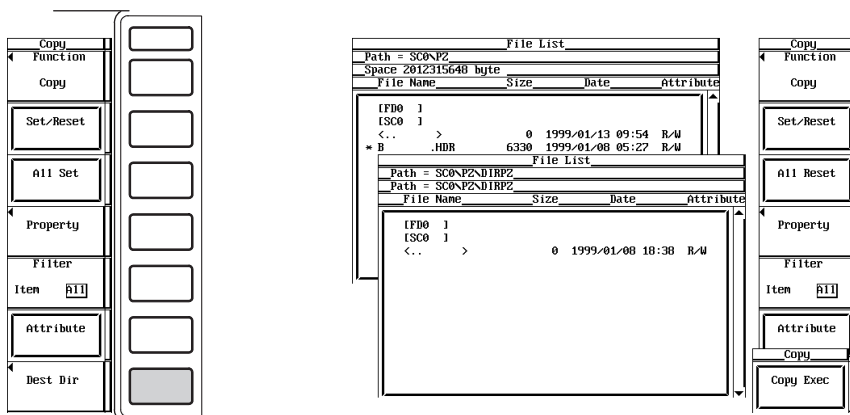 Copy
Function
Copy
Set/Reset
All Set
Property
Filter
Item All
Attribute
Dest Dir
File List
Path = SC0\PZ
Space 2012315648 byte
File Name Size Date Attribute
[FD0 ]
[SC0 ]
<.. > 0 1999/01/13 09:54 R/W
* B .HDR 6330 1999/01/08 05:27 R/W
File List
Path = SC0\PZ\DIRPZ
Path = SC0\PZ\DIRPZ
File Name Size Date Attribute
[FD0 ]
[SC0 ]
<.. > 0 1999/01/08 18:38 R/W
Copy
Function
Copy
Set/Reset
All Reset
Property
Filter
Item All
Attribute
Copy
Copy Exec